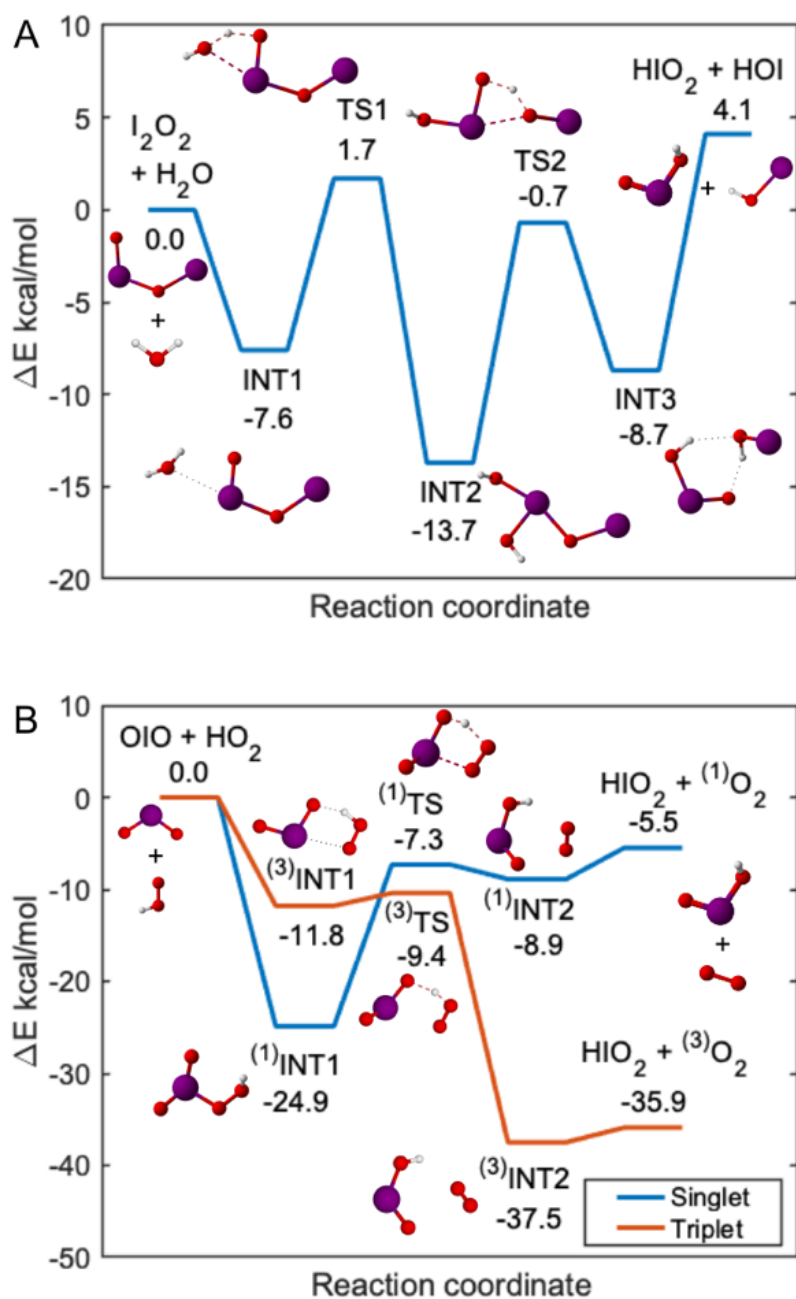 A
10
5
0
-5
-10
-15
-20
ΔE kcal/mol
Reaction coordinate
I₂O₂
+ H₂O
0.0
+
INT1
-7.6
TS1
1.7
INT2
-13.7
TS2
-0.7
INT3
-8.7
HIO₂ + HOI
4.1
+
B
10
0
-10
-20
-30
-40
-50
ΔE kcal/mol
Reaction coordinate
OIO + HO₂
0.0
+
⁽³⁾INT1
-11.8
⁽¹⁾INT1
-24.9
⁽¹⁾TS
-7.3
⁽³⁾TS
-9.4
⁽¹⁾INT2
-8.9
⁽³⁾INT2
-37.5
HIO₂ + ⁽¹⁾O₂
-5.5
+
HIO₂ + ⁽³⁾O₂
-35.9
Singlet
Triplet